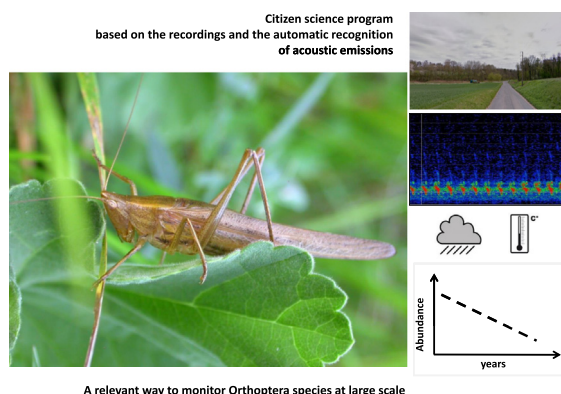 Citizen science program
based on the recordings and the automatic recognition
of acoustic emissions
C°
Abundance
years
A relevant way to monitor Orthoptera species at large scale